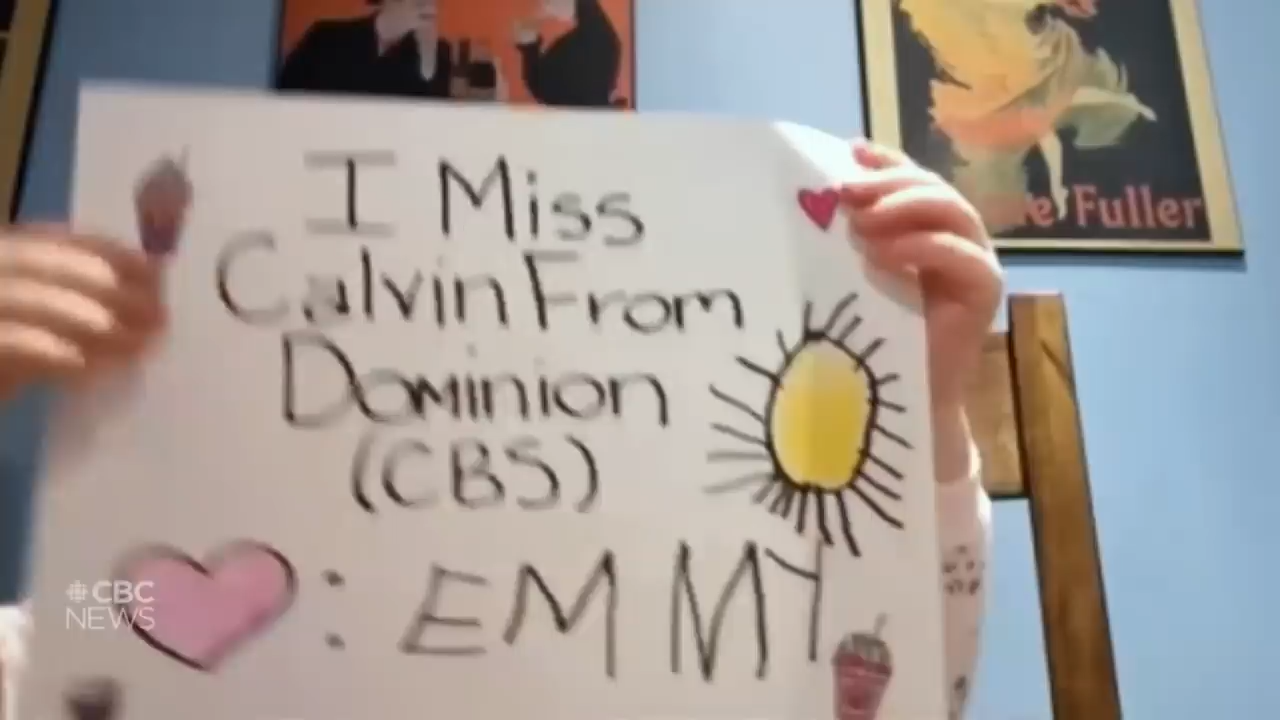 Fuller
I Miss
Calvin From
Dominion
(CBS)
: EMMY
CBC
NEWS